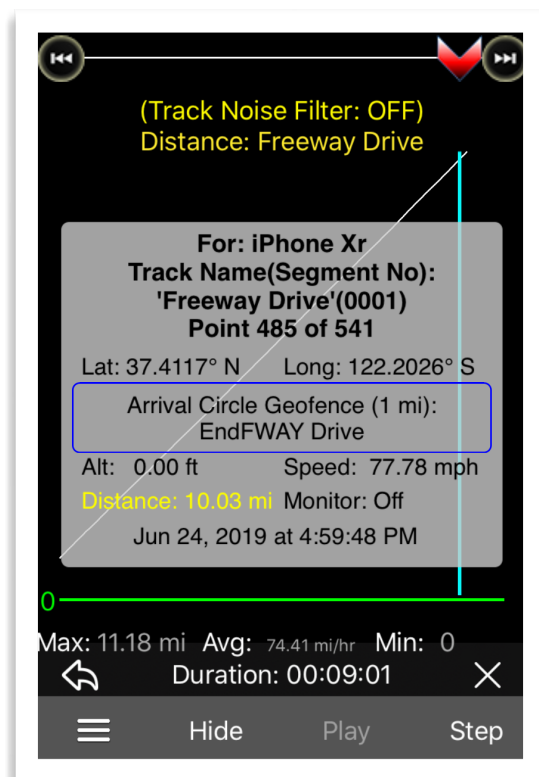 (Track Noise Filter: OFF)
Distance: Freeway Drive
For: iPhone Xr
Track Name(Segment No):
'Freeway Drive'(0001)
Point 485 of 541
Lat: 37.4117° N Long: 122.2026° S
Arrival Circle Geofence (1 mi):
EndFWAY Drive
Alt: 0.00 ft Speed: 77.78 mph
Distance: 10.03 mi Monitor: Off
Jun 24, 2019 at 4:59:48 PM
0
Max: 11.18 mi Avg: 74.41 mi/hr Min: 0
Duration: 00:09:01
Hide Play Step